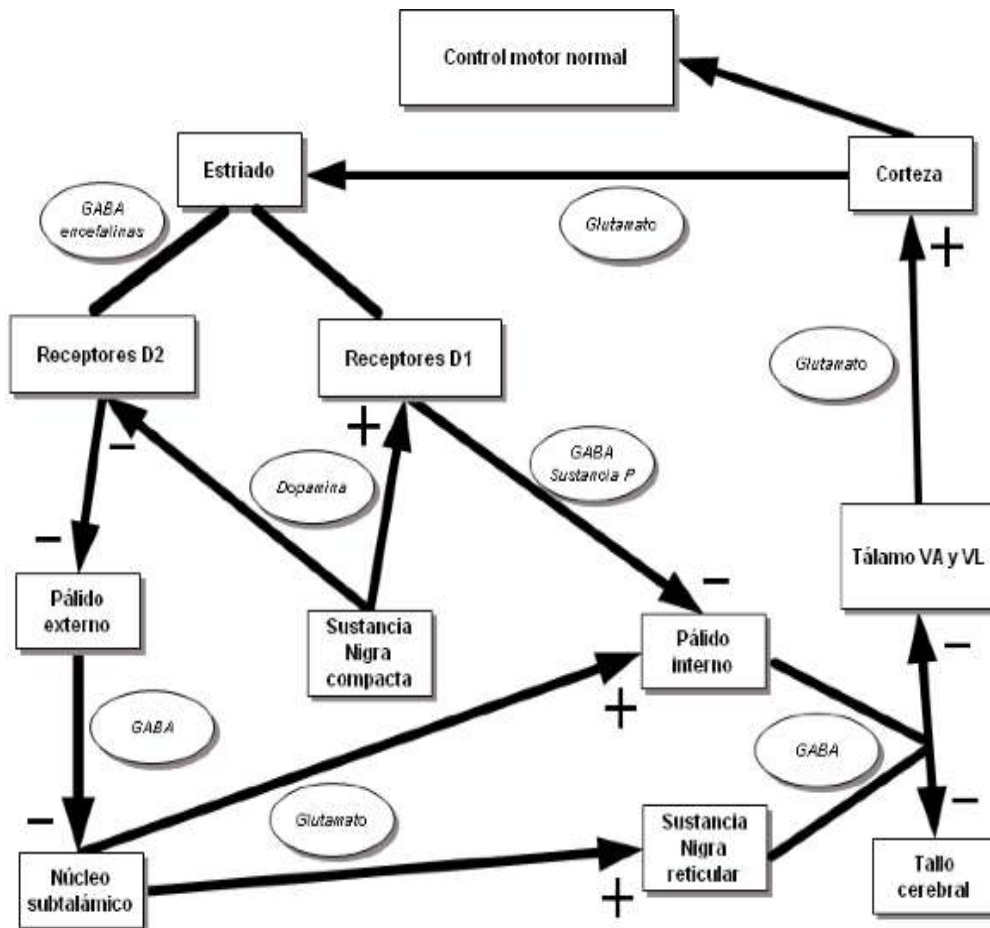 Control motor normal
Estriado
Corteza
GABA
encefalinas
Glutamato
+
Receptores D2
Receptores D1
Glutamato
+
−
GABA
Sustancia P
Dopamina
Tálamo VA y VL
−
−
−
Pálido
externo
Sustancia
Nigra
compacta
Pálido
interno
+
GABA
GABA
−
Glutamato
−
Sustancia
Nigra
reticular
Núcleo
subtalámico
+
Tallo
cerebral